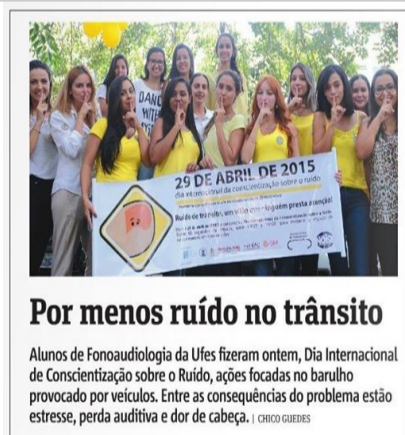 DANC
WITH
29 DE ABRIL DE 2015
dia internacional da conscientização sobre o ruído
Ruído de trânsito, um vilão que ninguém presta atenção!
Por menos ruído no trânsito
Alunos de Fonoaudiologia da Ufes fizeram ontem, Dia Internacional
de Conscientização sobre o Ruído, ações focadas no barulho
provocado por veículos. Entre as consequências do problema estão
estresse, perda auditiva e dor de cabeça. | CHICO GUEDES